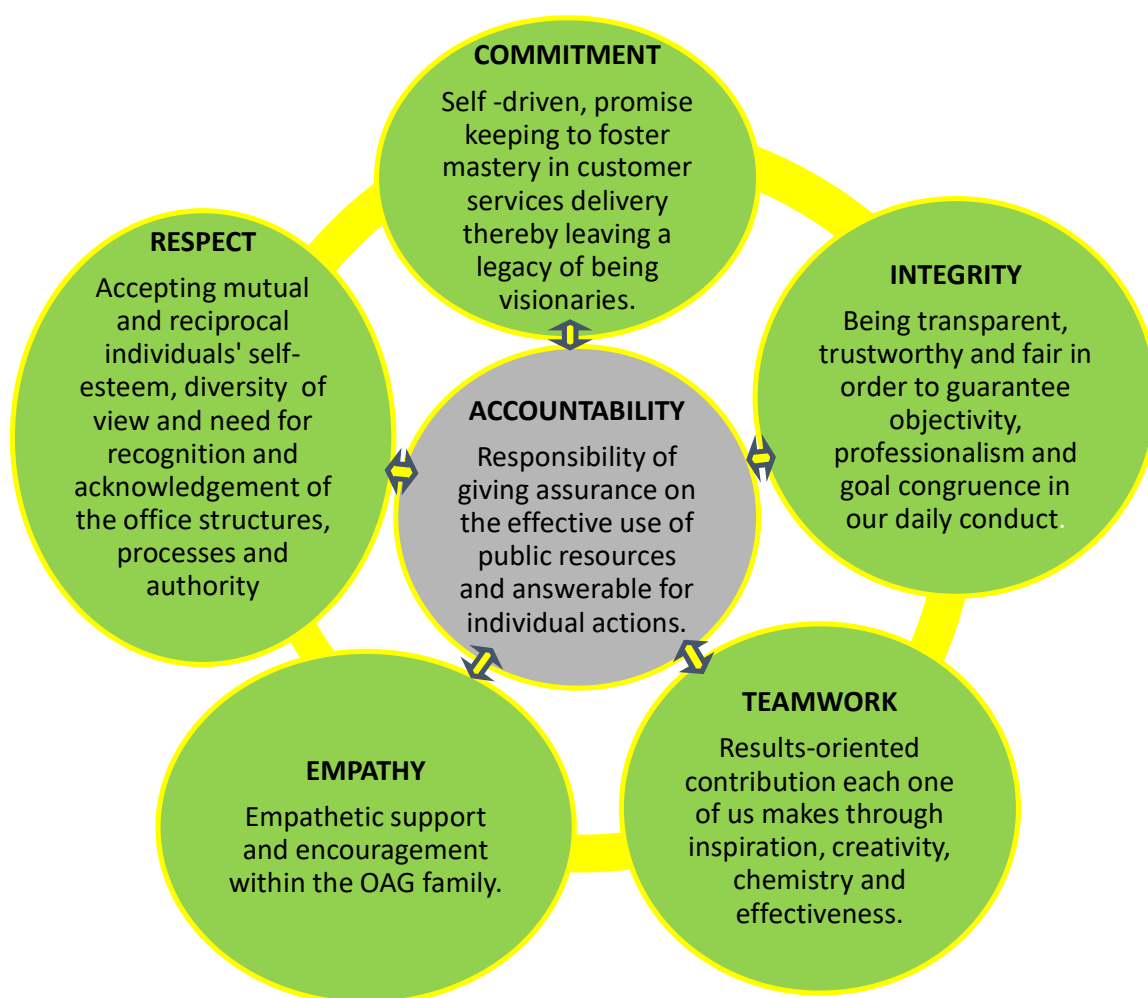 COMMITMENT
Self -driven, promise
keeping to foster
mastery in customer
services delivery
thereby leaving a
legacy of being
visionaries.
INTEGRITY
Being transparent,
trustworthy and fair in
order to guarantee
objectivity,
professionalism and
goal congruence in
our daily conduct.
TEAMWORK
Results-oriented
contribution each one
of us makes through
inspiration, creativity,
chemistry and
effectiveness.
EMPATHY
Empathetic support
and encouragement
within the OAG family.
RESPECT
Accepting mutual
and reciprocal
individuals' self-
esteem, diversity  of
view and need for
recognition and
acknowledgement of
the office structures,
processes and
authority
ACCOUNTABILITY
Responsibility of
giving assurance on
the effective use of
public resources
and answerable for
individual actions.